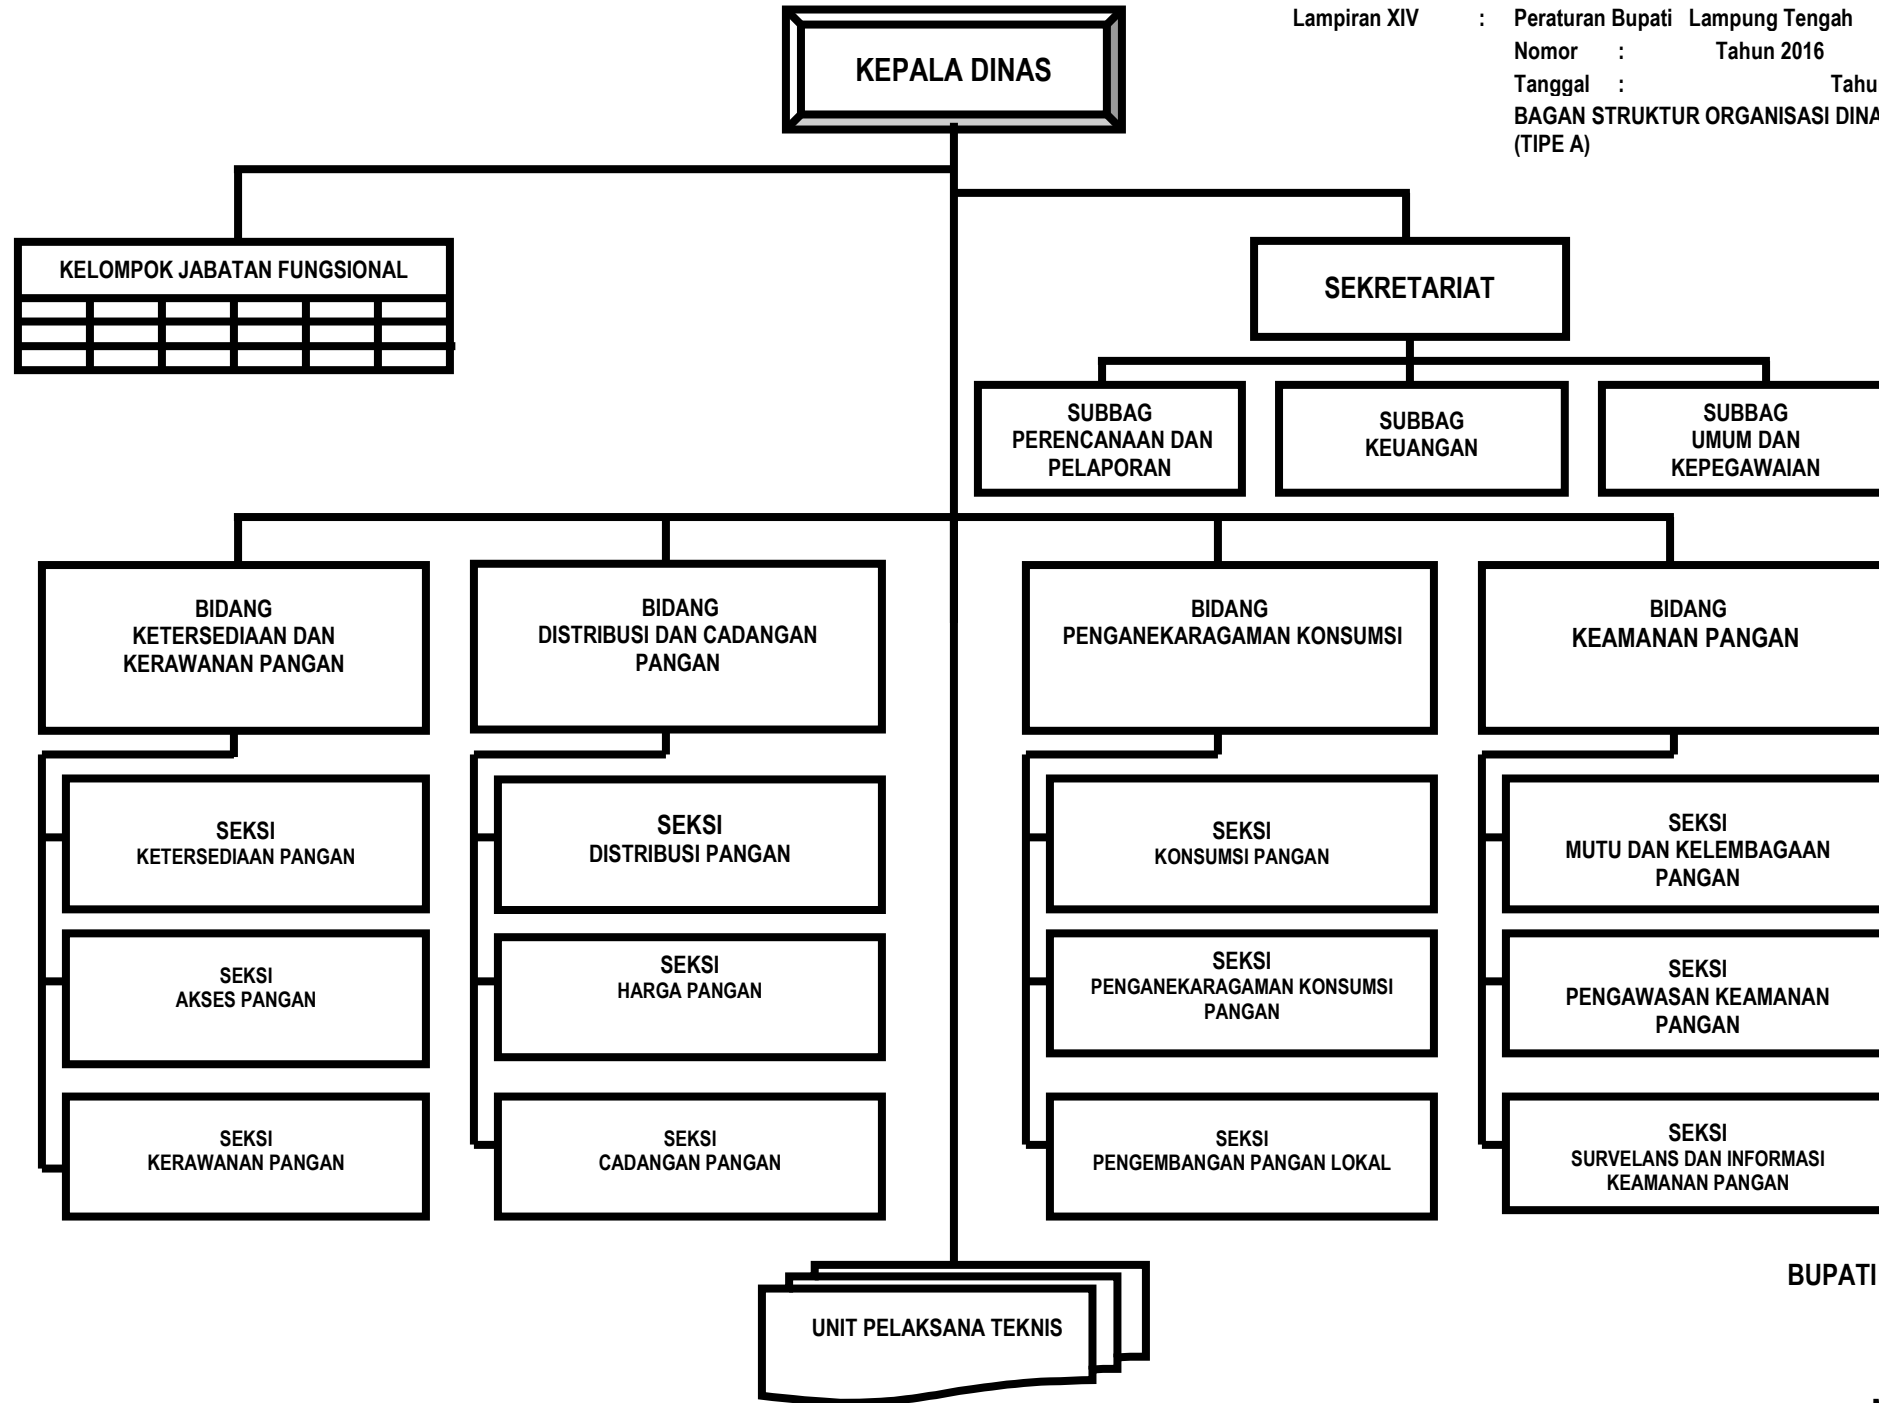 KEPALA DINAS
Lampiran XIV : Peraturan Bupati Lampung Tengah
Nomor : Tahun 2016
Tanggal : Tahu
BAGAN STRUKTUR ORGANISASI DINA
(TIPE A)
KELOMPOK JABATAN FUNGSIONAL
SEKRETARIAT
SUBBAG
PERENCANAAN DAN
PELAPORAN
SUBBAG
KEUANGAN
SUBBAG
UMUM DAN
KEPEGAWAIAN
BIDANG
KETERSEDIAAN DAN
KERAWANAN PANGAN
BIDANG
DISTRIBUSI DAN CADANGAN
PANGAN
BIDANG
PENGANEKARAGAMAN KONSUMSI
BIDANG
KEAMANAN PANGAN
SEKSI
KETERSEDIAAN PANGAN
SEKSI
DISTRIBUSI PANGAN
SEKSI
KONSUMSI PANGAN
SEKSI
MUTU DAN KELEMBAGAAN
PANGAN
SEKSI
AKSES PANGAN
SEKSI
HARGA PANGAN
SEKSI
PENGANEKARAGAMAN KONSUMSI
PANGAN
SEKSI
PENGAWASAN KEAMANAN
PANGAN
SEKSI
KERAWANAN PANGAN
SEKSI
CADANGAN PANGAN
SEKSI
PENGEMBANGAN PANGAN LOKAL
SEKSI
SURVELANS DAN INFORMASI
KEAMANAN PANGAN
BUPATI
UNIT PELAKSANA TEKNIS